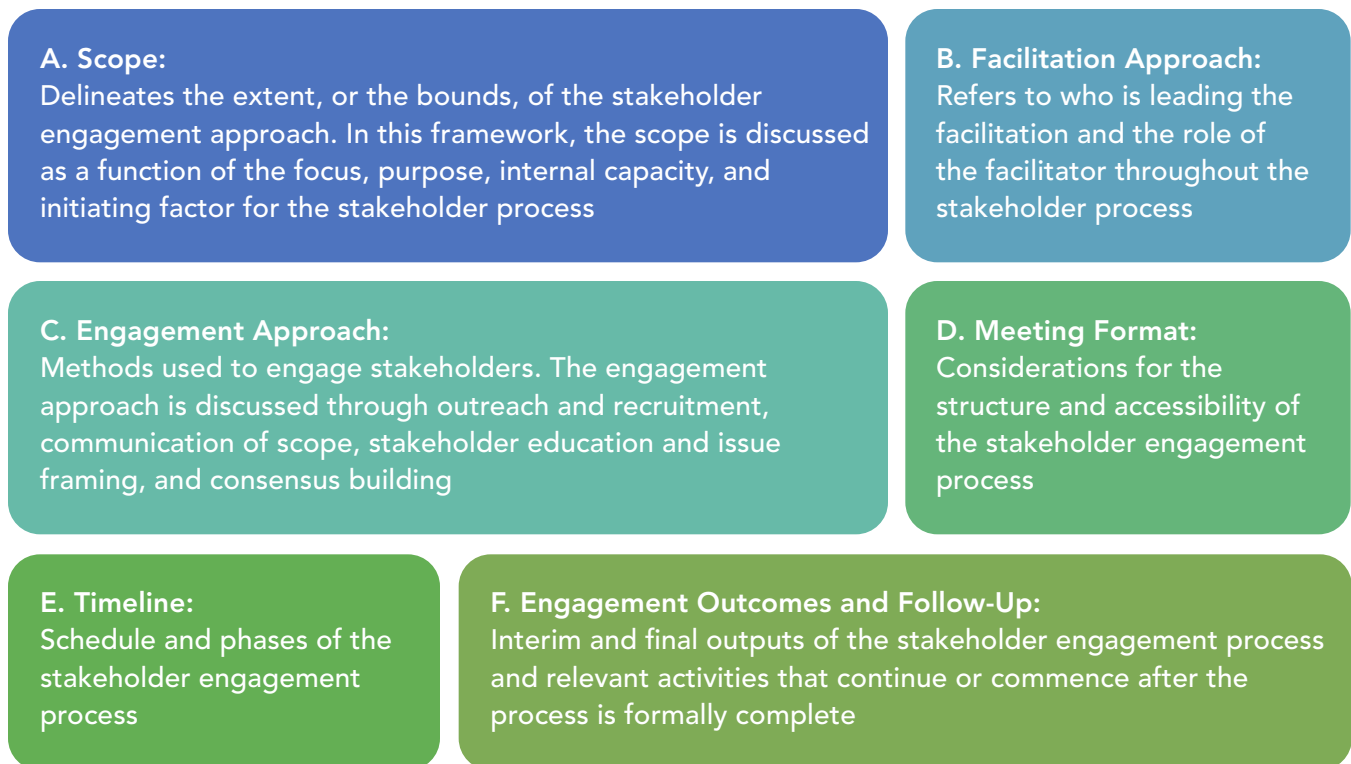 A. Scope:
Delineates the extent, or the bounds, of the stakeholder
engagement approach. In this framework, the scope is discussed
as a function of the focus, purpose, internal capacity, and
initiating factor for the stakeholder process
B. Facilitation Approach:
Refers to who is leading the
facilitation and the role of
the facilitator throughout the
stakeholder process
C. Engagement Approach:
Methods used to engage stakeholders. The engagement
approach is discussed through outreach and recruitment,
communication of scope, stakeholder education and issue
framing, and consensus building
D. Meeting Format:
Considerations for the
structure and accessibility of
the stakeholder engagement
process
E. Timeline:
Schedule and phases of the
stakeholder engagement
process
F. Engagement Outcomes and Follow-Up:
Interim and final outputs of the stakeholder engagement process
and relevant activities that continue or commence after the
process is formally complete